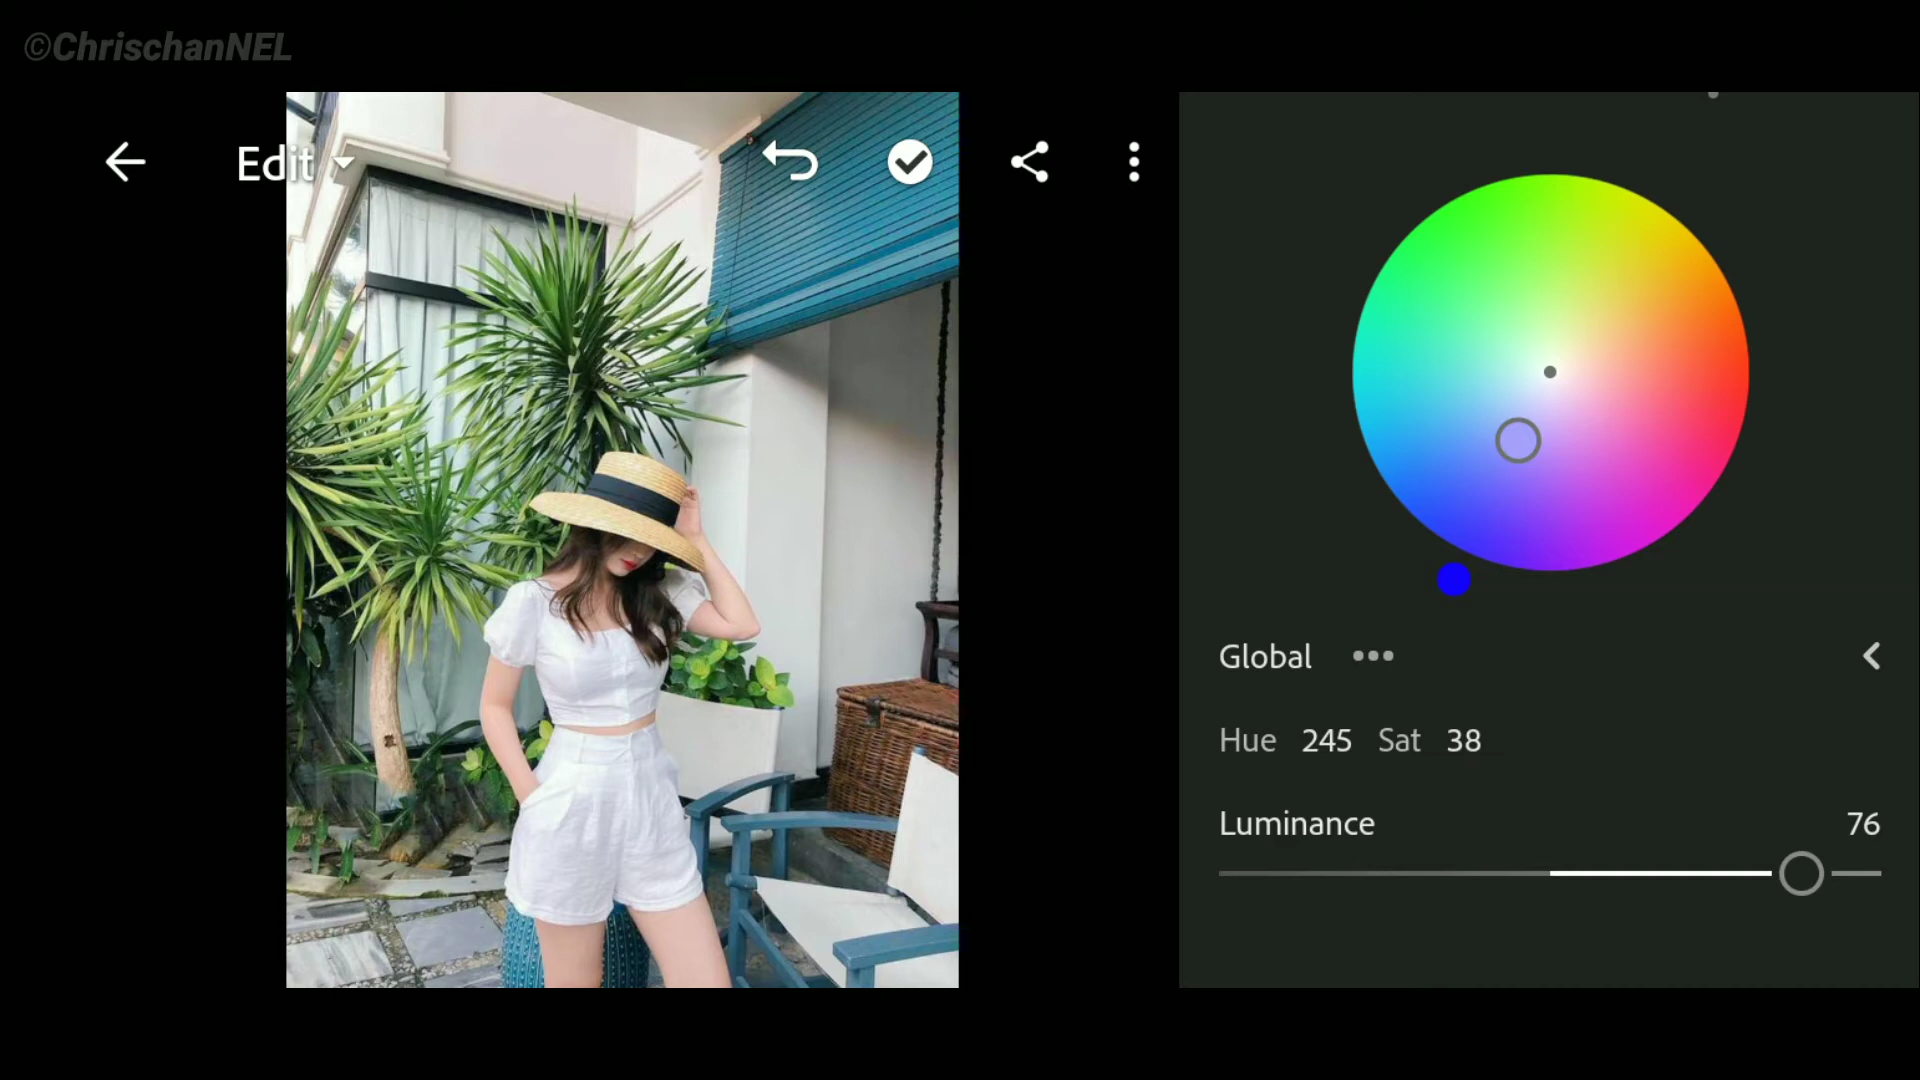 ©ChrischanNEL
Edit
Global
Hue 245 Sat 38
Luminance 76